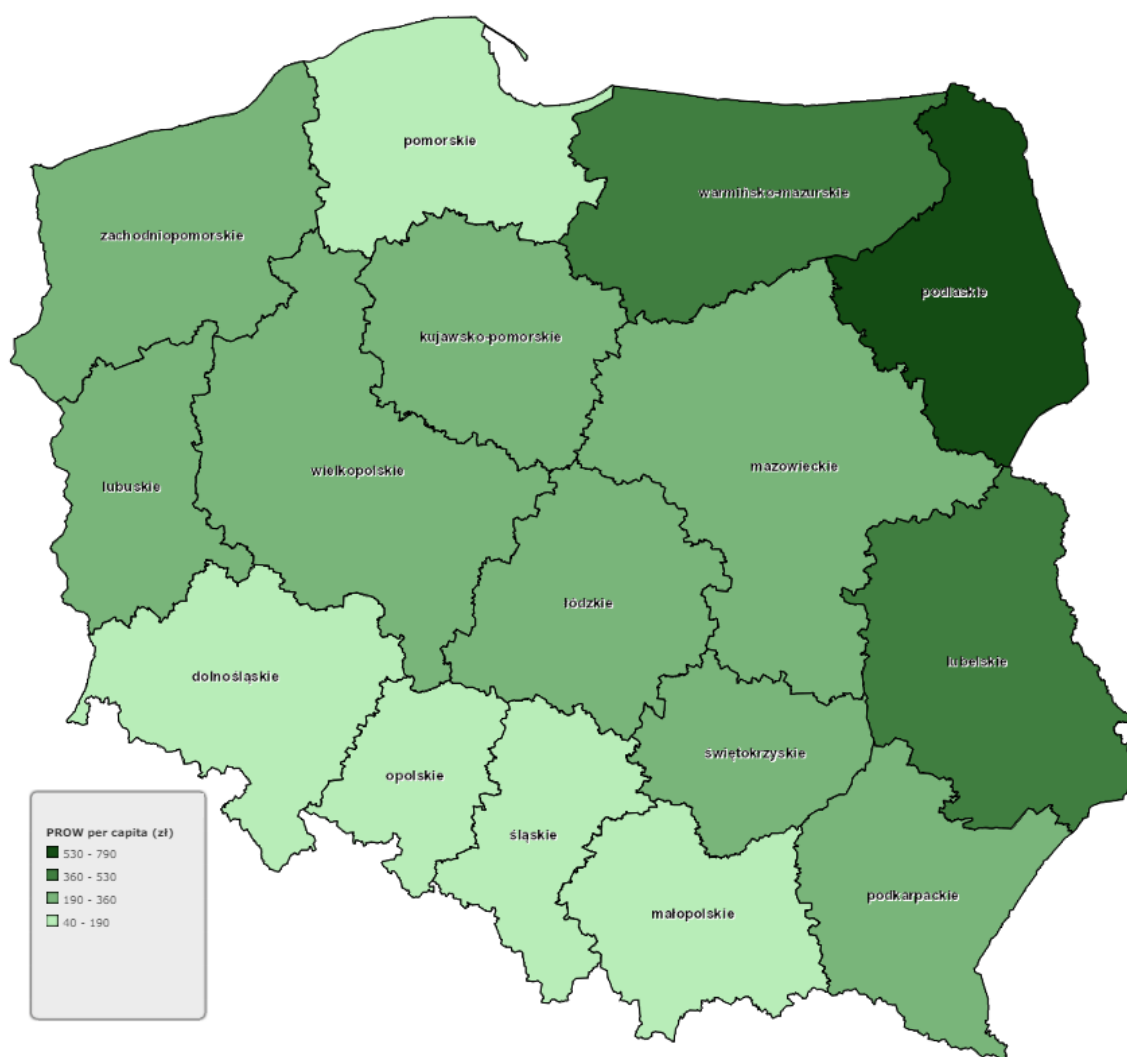 pomorskie
warmińsko-mazurskie
zachodniopomorskie
podlaskie
kujawsko-pomorskie
wielkopolskie
mazowieckie
lubuskie
łódzkie
lubelskie
dolnośląskie
świętokrzyskie
opolskie
śląskie
podkarpackie
małopolskie
PROW per capita (zł)
530 - 790
360 - 530
190 - 360
40 - 190